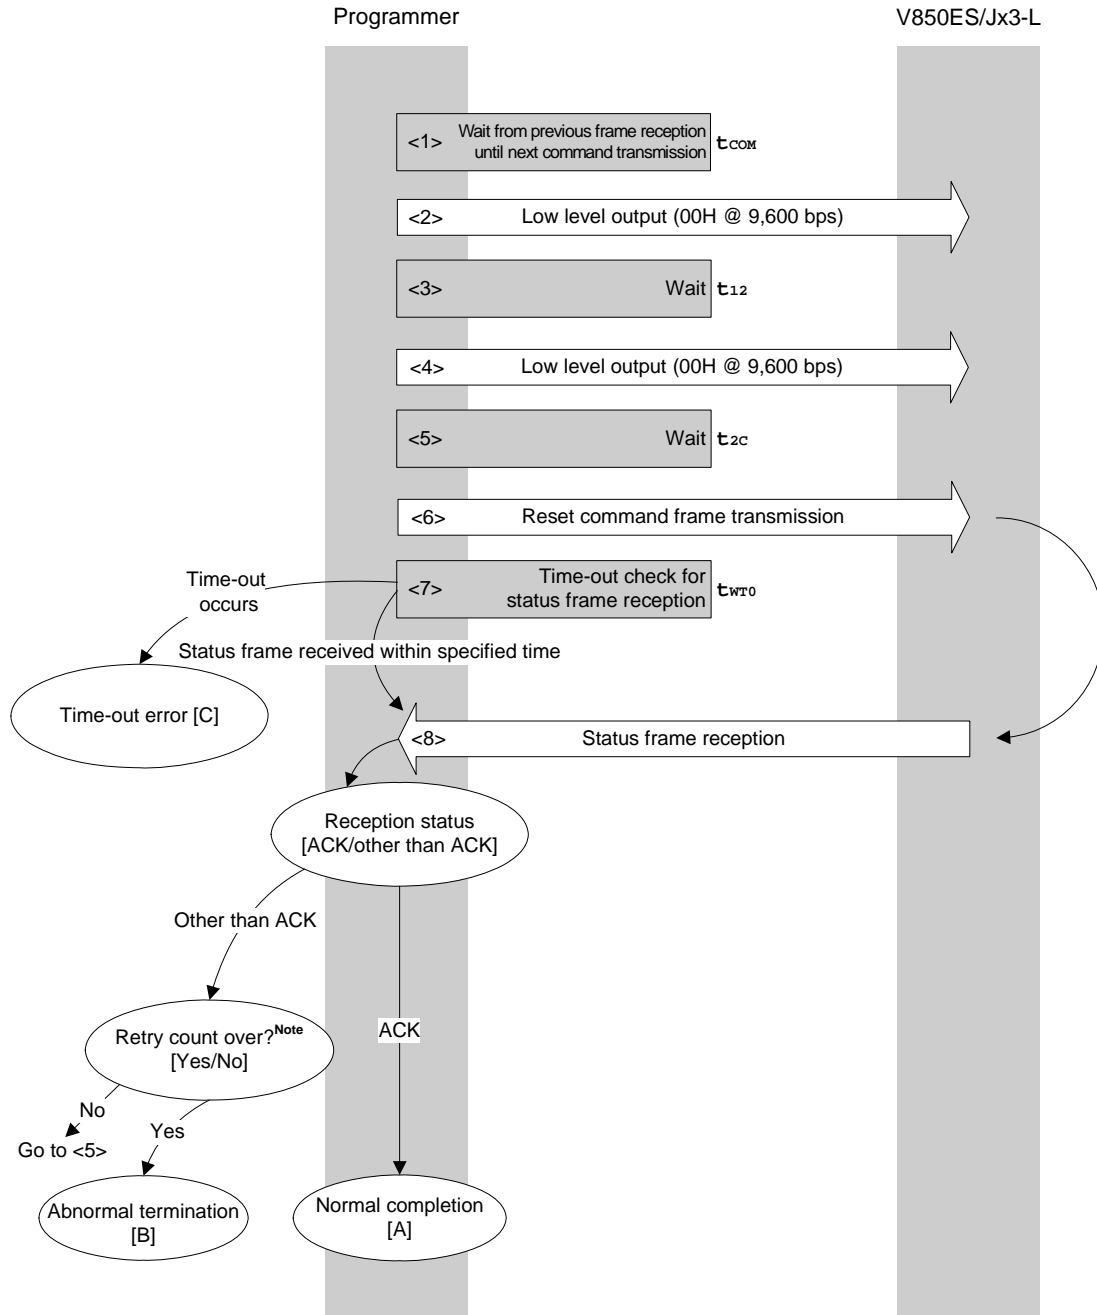 Programmer
V850ES/Jx3-L
<1> Wait from previous frame reception
until next command transmission
tCOM
<2> Low level output (00H @ 9,600 bps)
<3> Wait t12
<4> Low level output (00H @ 9,600 bps)
<5> Wait t2C
<6> Reset command frame transmission
<7> Time-out check for
status frame reception
tWT0
Time-out
occurs
Status frame received within specified time
Time-out error [C]
<8> Status frame reception
Reception status
[ACK/other than ACK]
Other than ACK
ACK
Retry count over?Note
[Yes/No]
No
Yes
Go to <5>
Abnormal termination
[B]
Normal completion
[A]